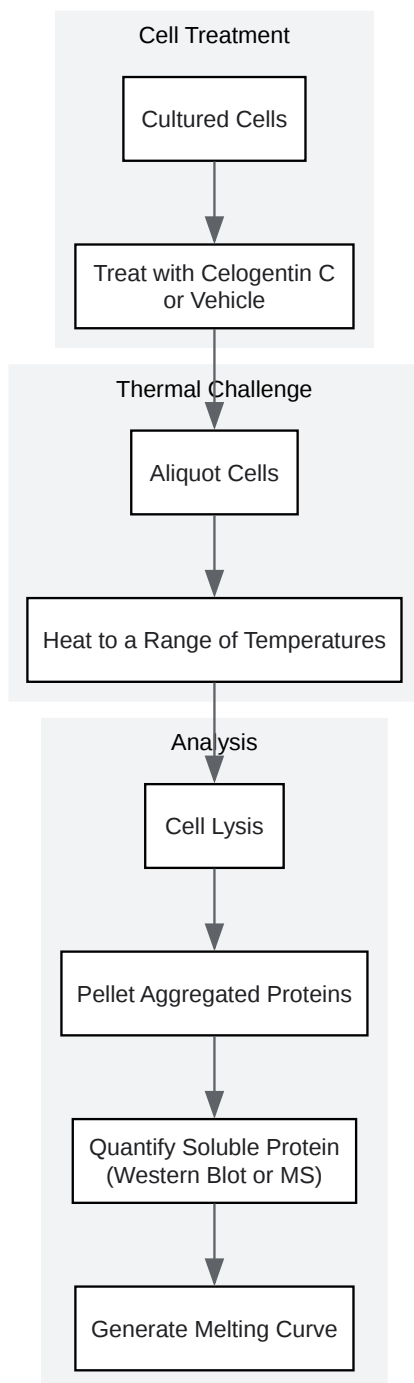 Cell Treatment
Cultured Cells
Treat with Celogentin C
or Vehicle
Thermal Challenge
Aliquot Cells
Heat to a Range of Temperatures
Analysis
Cell Lysis
Pellet Aggregated Proteins
Quantify Soluble Protein
(Western Blot or MS)
Generate Melting Curve